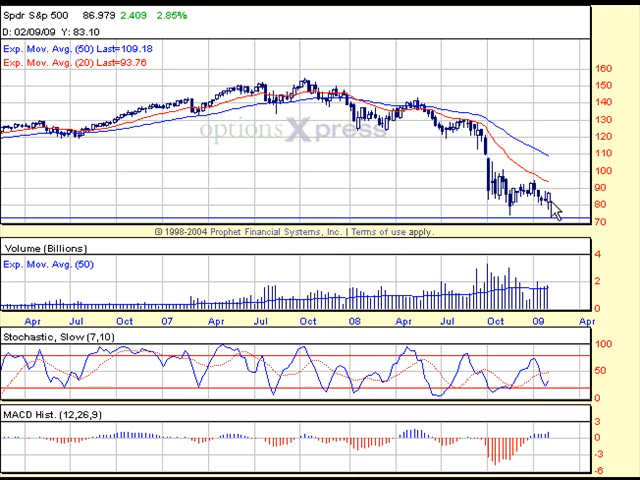 Spdr S&p 500 86.979 2.409 2.85%
D: 02/09/09 Y: 83.10
Exp. Mov. Avg. (50) Last=109.18
Exp. Mov. Avg. (20) Last=93.76
optionsXpress
160
150
140
130
120
110
100
90
80
70
© 1998-2004 Prophet Financial Systems, Inc. | Terms of use apply.
Volume (Billions)
Exp. Mov. Avg. (50)
4
2
0
Apr Jul Oct 07 Apr Jul Oct 08 Apr Jul Oct 09 Apr
Stochastic, Slow (7,10)
100
50
0
MACD Hist. (12,26,9)
3
0
-3
-6